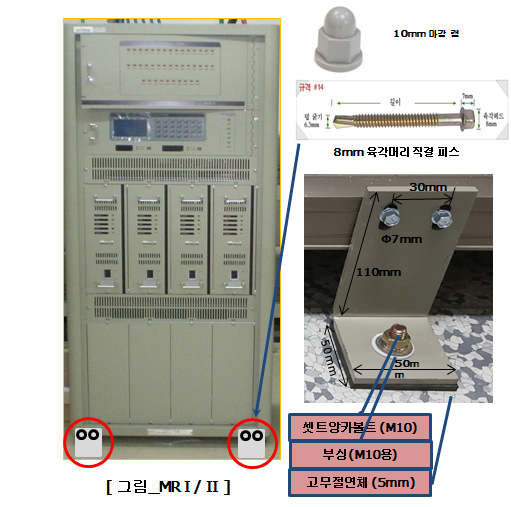 10mm 마감 캡
규격 #14
길이
7mm
팁 굵기
6.3mm
육각헤드
8mm
8mm 육각머리 직결 피스
30mm
Φ7mm
110mm
50mm
50m
m
셋트앙카볼트 (M10)
부싱 (M10용)
고무절연체 (5mm)
[ 그림_MR I / II ]